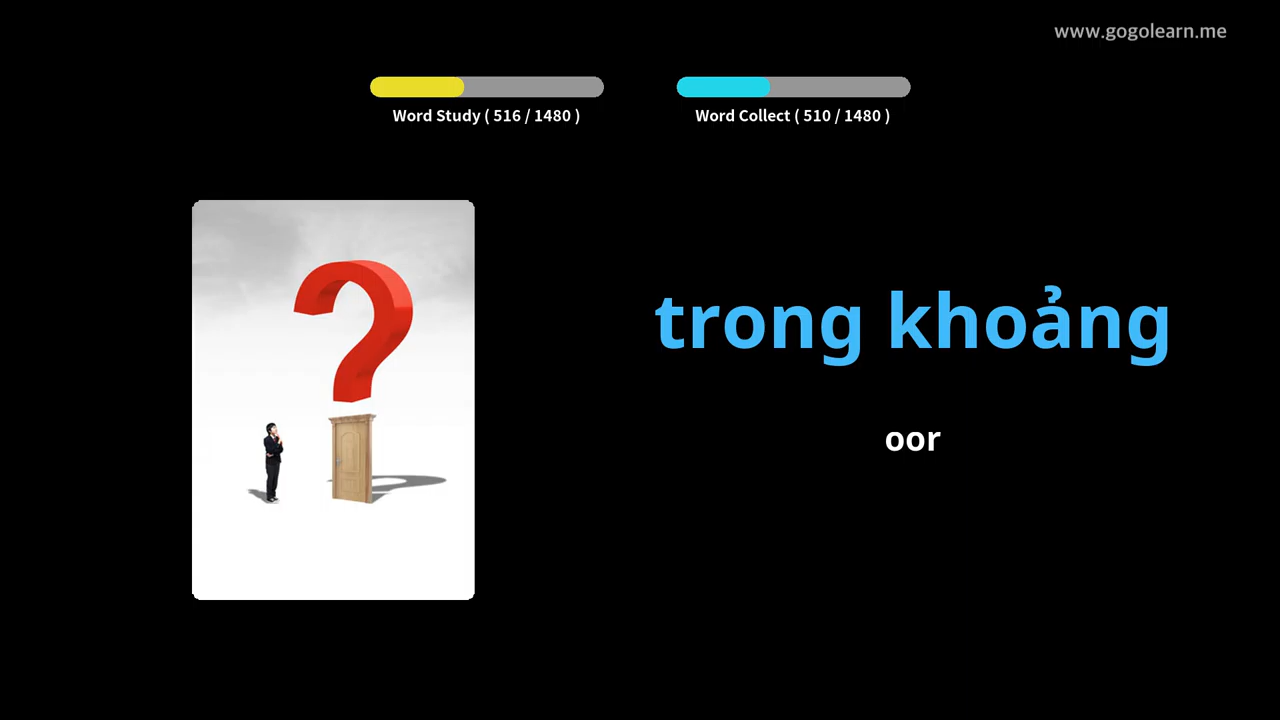 www.gogolearn.me
Word Study ( 516 / 1480 )
Word Collect ( 510 / 1480 )
trong khoảng
oor